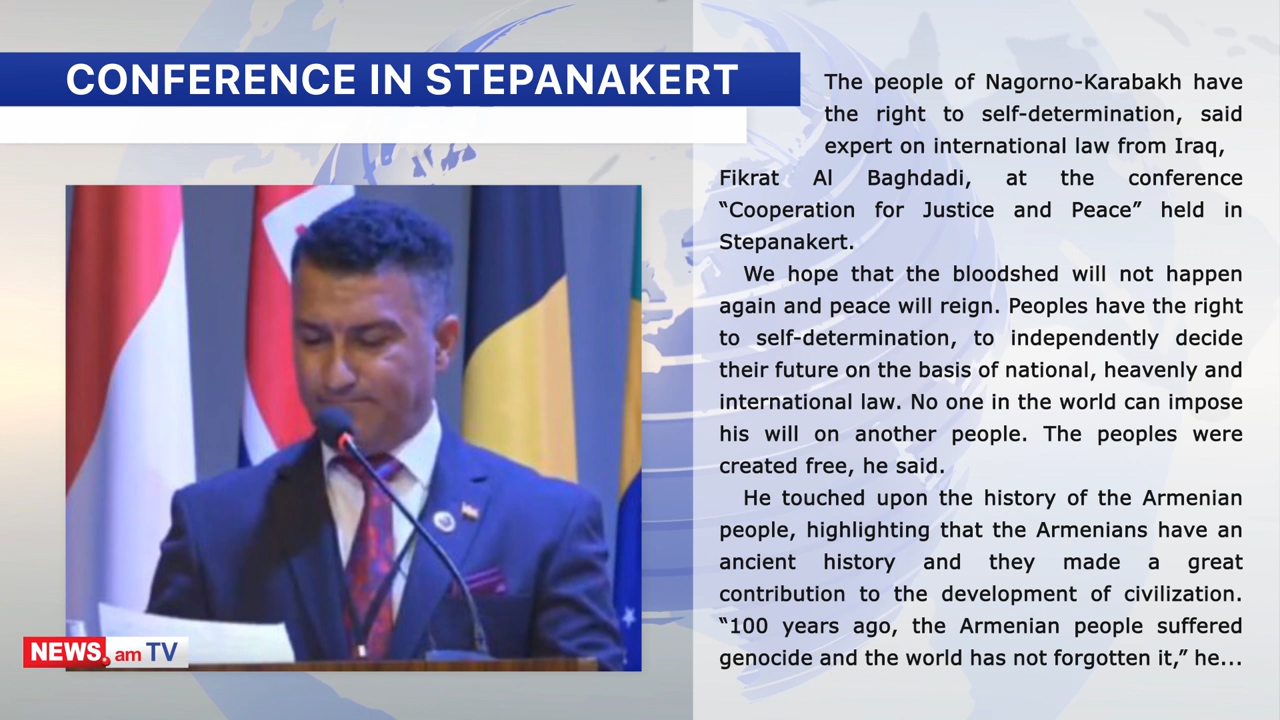 CONFERENCE IN STEPANAKERT
The people of Nagorno-Karabakh have
the right to self-determination, said
expert on international law from Iraq,
Fikrat Al Baghdadi, at the conference
“Cooperation for Justice and Peace” held in
Stepanakert.
We hope that the bloodshed will not happen
again and peace will reign. Peoples have the right
to self-determination, to independently decide
their future on the basis of national, heavenly and
international law. No one in the world can impose
his will on another people. The peoples were
created free, he said.
He touched upon the history of the Armenian
people, highlighting that the Armenians have an
ancient history and they made a great
contribution to the development of civilization.
“100 years ago, the Armenian people suffered
genocide and the world has not forgotten it,” he...
NEWS.am TV